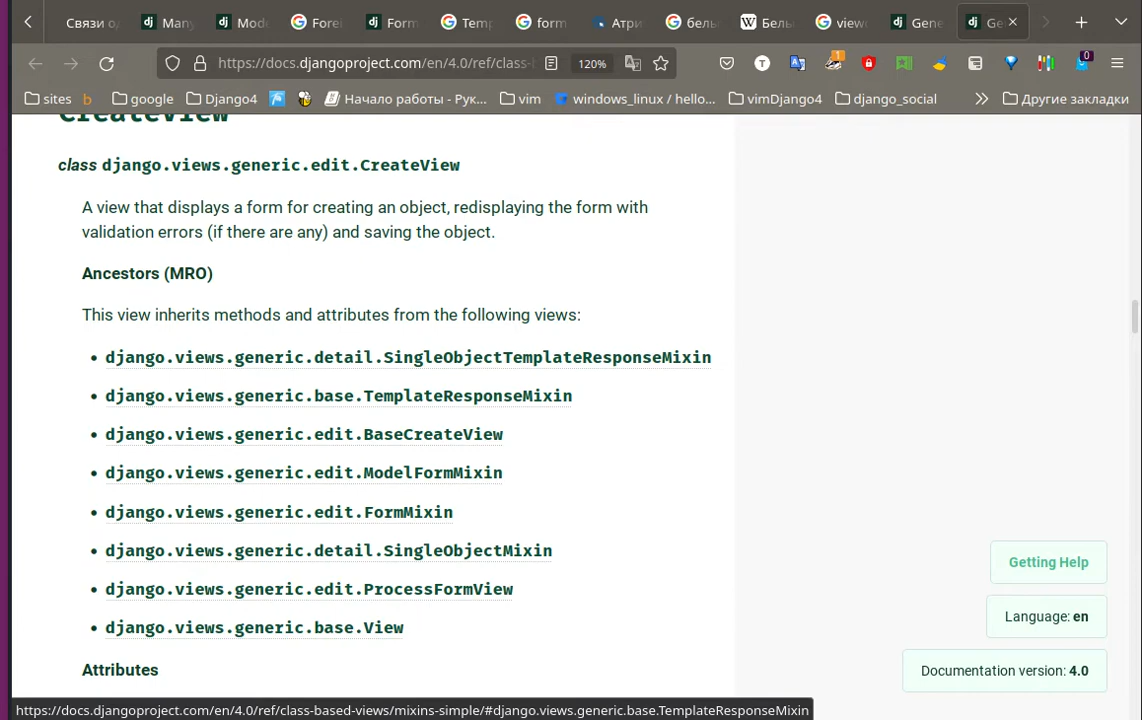 Связи о
Many
Mode
Forei
Form
Temp
form
Атри
бель
Бель
view
Gene
Ge
https://docs.djangoproject.com/en/4.0/ref/class-
120%
1
0
sites
google
Django4
Начало работы - Рук...
vim
windows_linux / hello...
vimDjango4
django_social
Другие закладки
CreateView
class django.views.generic.edit.CreateView
A view that displays a form for creating an object, redisplaying the form with
validation errors (if there are any) and saving the object.
Ancestors (MRO)
This view inherits methods and attributes from the following views:
• django.views.generic.detail.SingleObjectTemplateResponseMixin
• django.views.generic.base.TemplateResponseMixin
• django.views.generic.edit.BaseCreateView
• django.views.generic.edit.ModelFormMixin
• django.views.generic.edit.FormMixin
• django.views.generic.detail.SingleObjectMixin
• django.views.generic.edit.ProcessFormView
• django.views.generic.base.View
Attributes
Getting Help
Language: en
Documentation version: 4.0
https://docs.djangoproject.com/en/4.0/ref/class-based-views/mixins-simple/#django.views.generic.base.TemplateResponseMixin